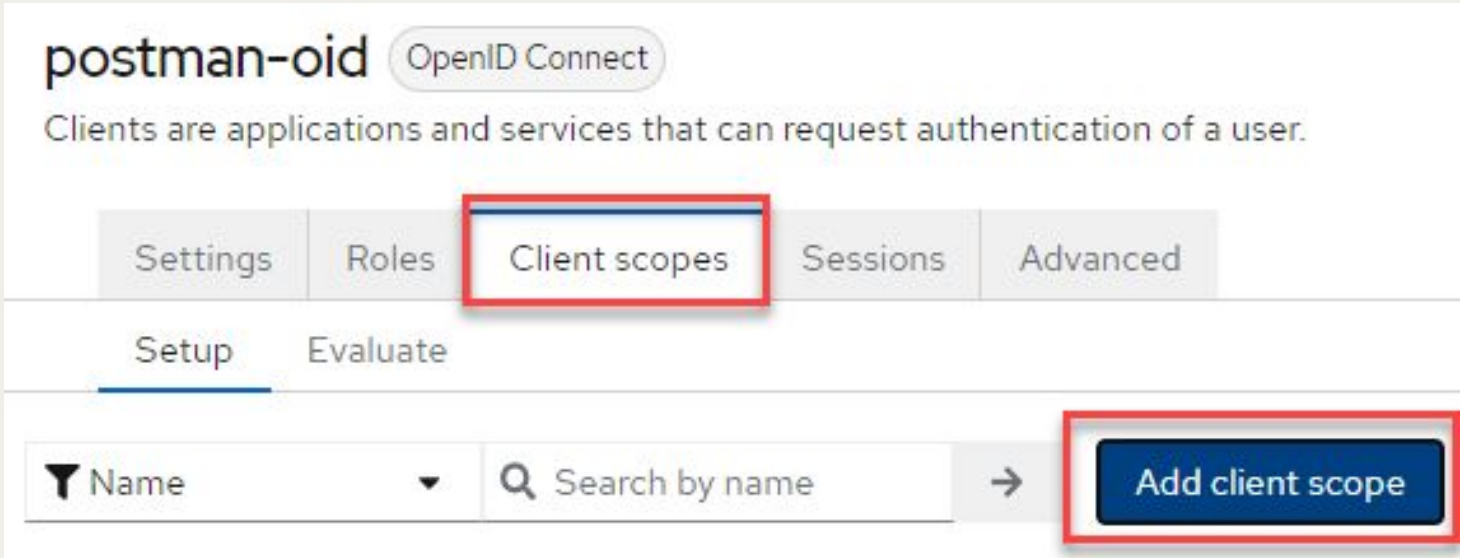 postman-oid OpenID Connect
Clients are applications and services that can request authentication of a user.
Settings Roles Client scopes Sessions Advanced
Setup Evaluate
Name Search by name Add client scope